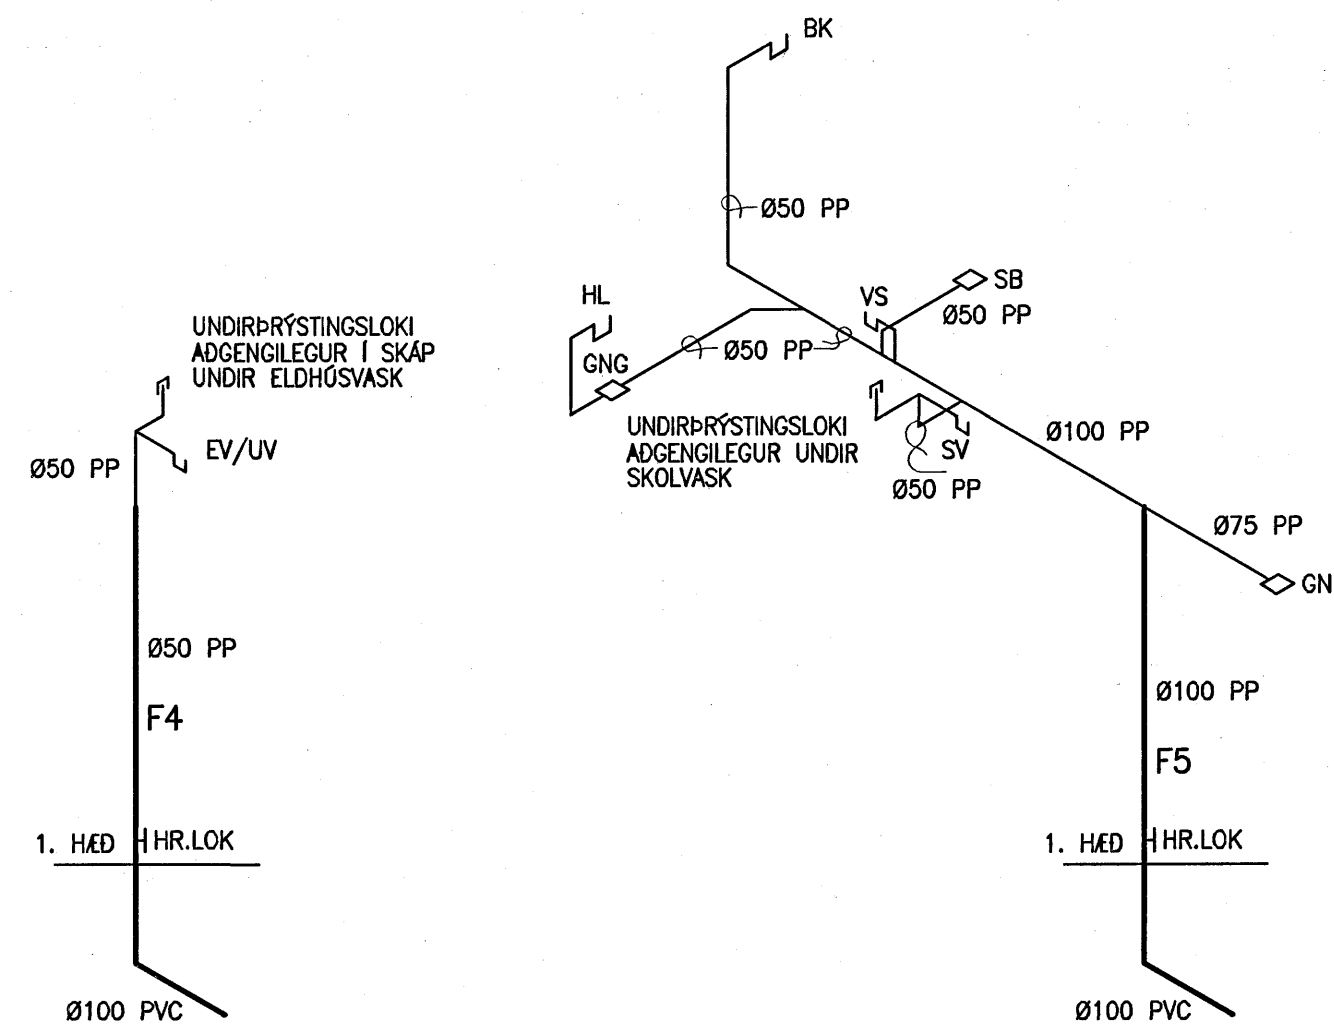 BK
Ø50 PP
SB
VS
Ø50 PP
HL
UNDIRÞRÝSTINGSLOKI
AÐGENGILEGUR Í SKÁP
UNDIR ELDHÚSVASK
Ø50 PP
GNG
UNDIRÞRÝSTINGSLOKI
AÐGENGILEGUR UNDIR
SKOLVASK
Ø100 PP
SV
EV/UV
Ø50 PP
Ø50 PP
Ø75 PP
GN
Ø50 PP
F4
Ø100 PP
F5
1. HÆÐ HR.LOK
1. HÆÐ HR.LOK
Ø100 PVC
Ø100 PVC